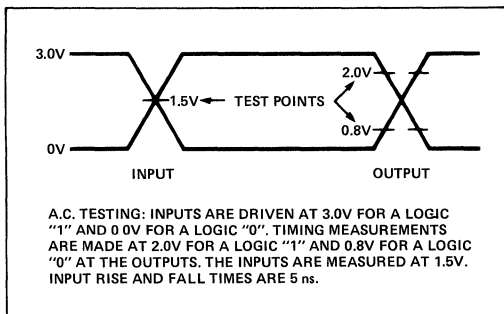 3.0V
2.0V
1.5V
TEST POINTS
0.8V
0V
INPUT
OUTPUT
A.C. TESTING: INPUTS ARE DRIVEN AT 3.0V FOR A LOGIC
"1" AND 0 0V FOR A LOGIC "0". TIMING MEASUREMENTS
ARE MADE AT 2.0V FOR A LOGIC "1" AND 0.8V FOR A LOGIC
"0" AT THE OUTPUTS. THE INPUTS ARE MEASURED AT 1.5V.
INPUT RISE AND FALL TIMES ARE 5 ns.